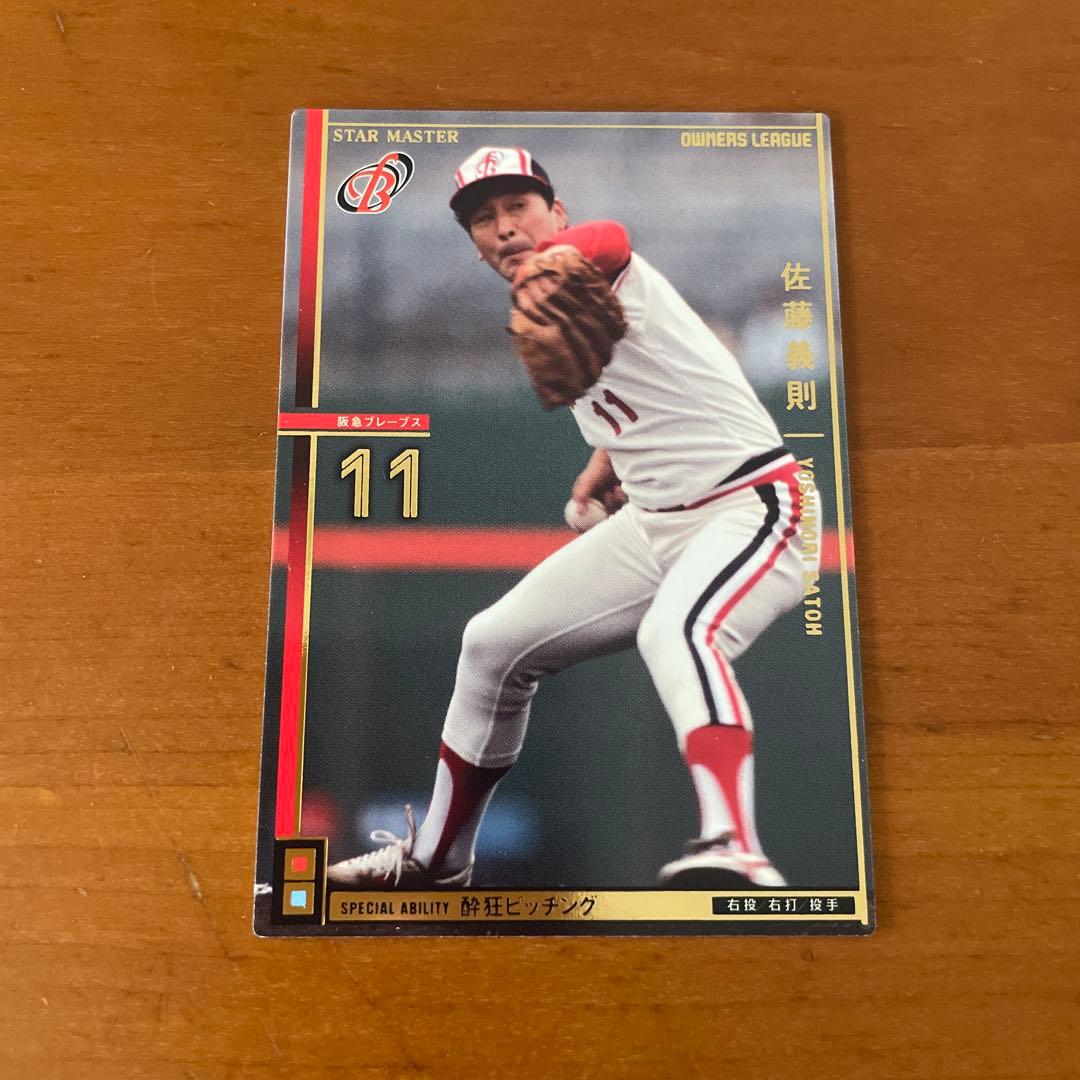 STAR MASTER
OWNERS LEAGUE
B
佐藤義則
YOSHINORI SATOH
阪急ブレーブス
11
11
SPECIAL ABILITY 酔狂ピッチング
右投/右打/投手